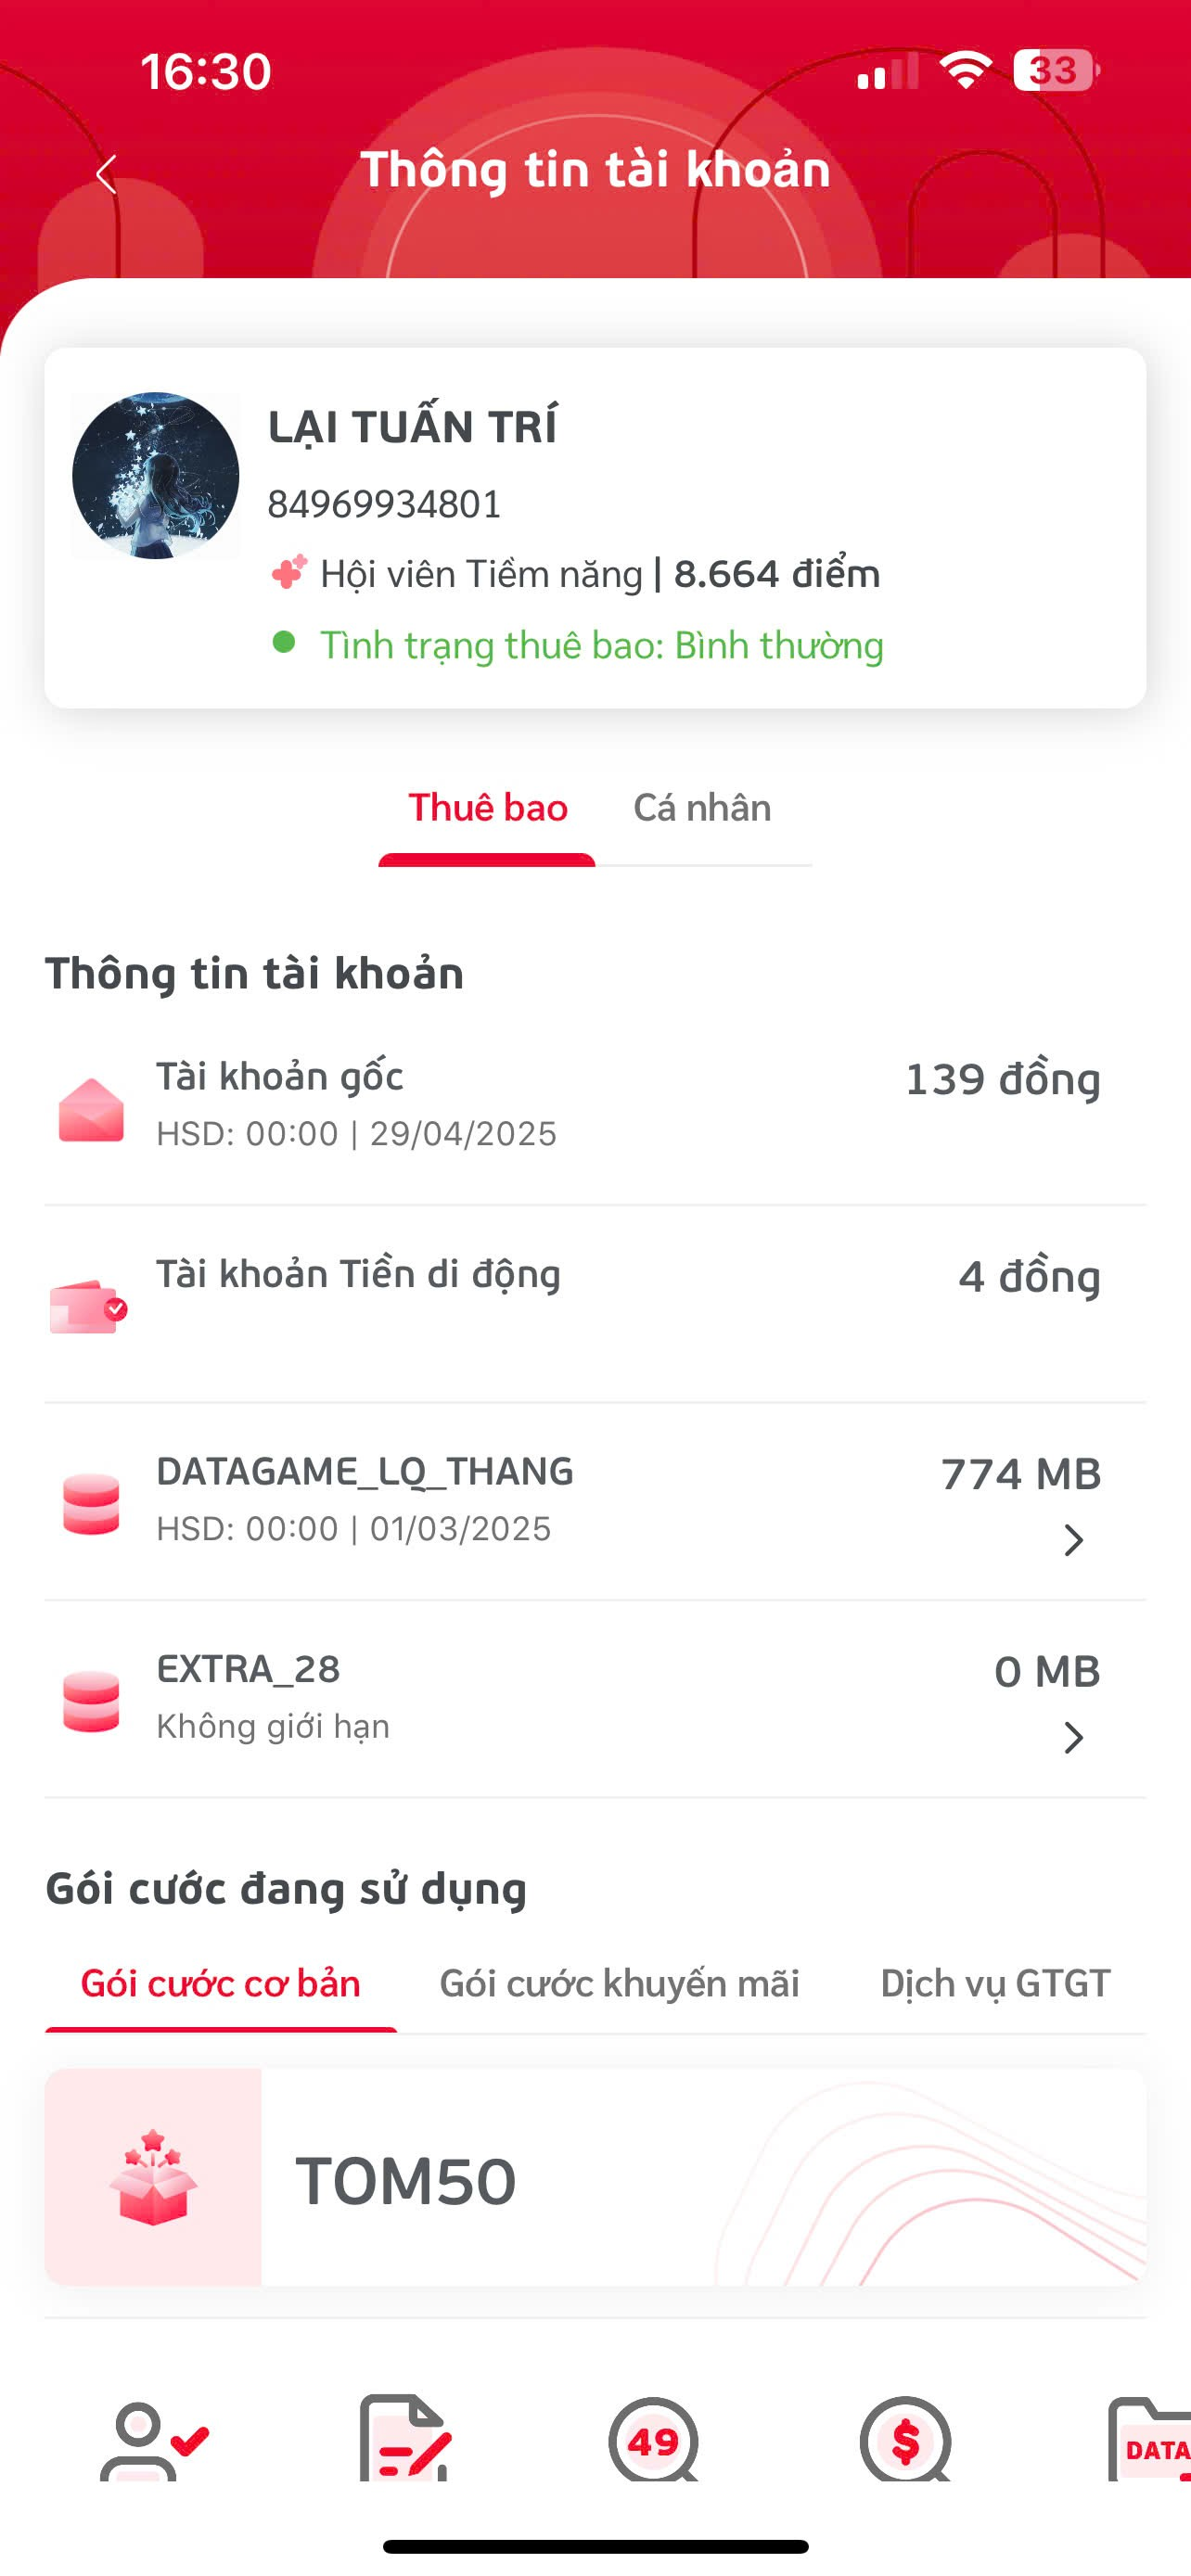 16:30
33
Thông tin tài khoản
LẠI TUẤN TRÍ
84969934801
Hội viên Tiềm năng | 8.664 điểm
Tình trạng thuê bao: Bình thường
Thuê bao Cá nhân
Thông tin tài khoản
Tài khoản gốc 139 đồng
HSD: 00:00 | 29/04/2025
Tài khoản Tiền di động 4 đồng
DATAGAME_LQ_THANG 774 MB
HSD: 00:00 | 01/03/2025
EXTRA_28 0 MB
Không giới hạn
Gói cước đang sử dụng
Gói cước cơ bản Gói cước khuyến mãi Dịch vụ GTGT
TOM50
49 $ DATA